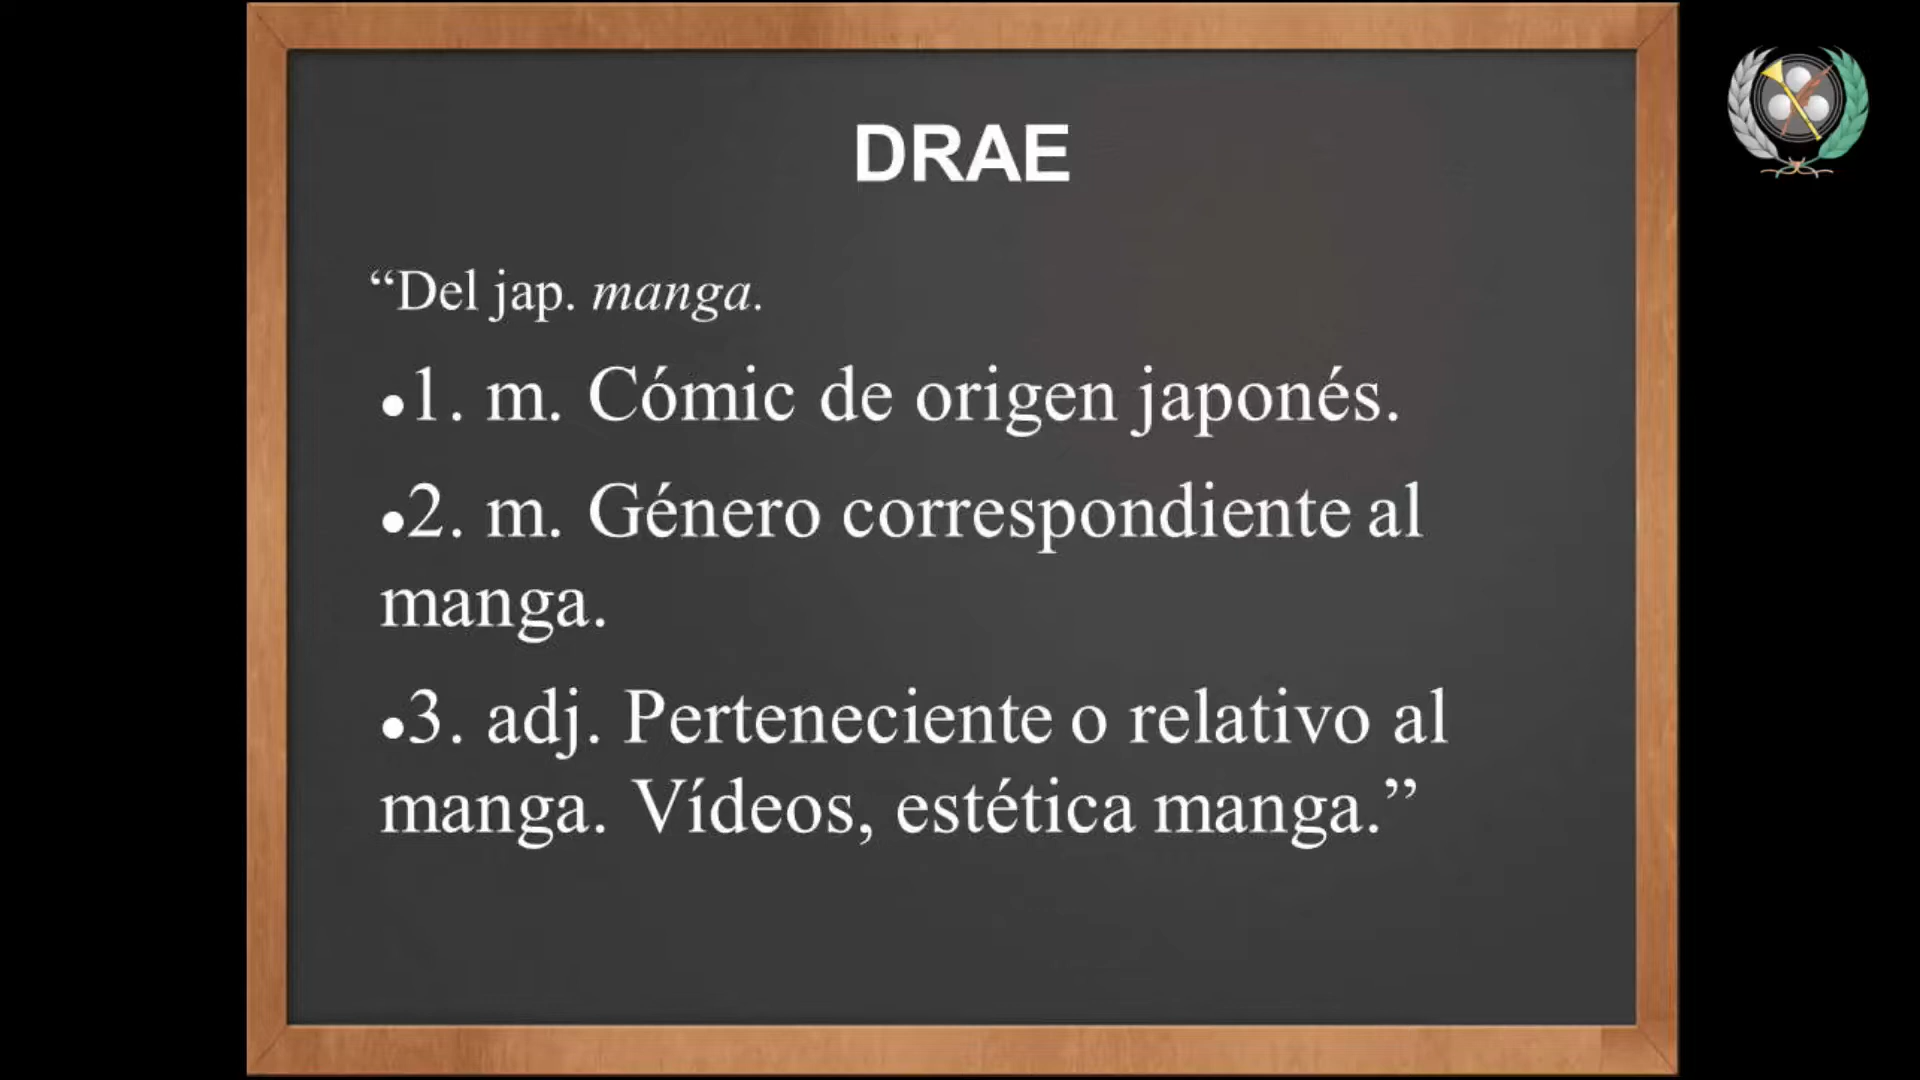 DRAE
“Del jap. manga.
●1. m. Cómic de origen japonés.
●2. m. Género correspondiente al
manga.
●3. adj. Perteneciente o relativo al
manga. Vídeos, estética manga.”